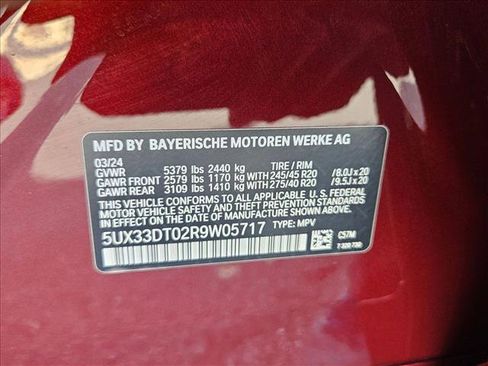 MFD BY BAYERISCHE MOTOREN WERKE AG
03/24
GVWR 5379 lbs 2440 kg TIRE / RIM
GAWR FRONT 2579 lbs 1170 kg WITH 245/45 R20 /8.0J x20
GAWR REAR 3109 lbs 1410 kg WITH 275/40 R20 /9.5J x20
THIS VEHICLE CONFORMS TO ALL APPLICABLE U.S. FEDERAL
MOTOR VEHICLE SAFETY, BUMPER, AND THEFT PREVENTION
STANDARDS IN EFFECT ON THE DATE OF MANUFACTURE SHOWN ABOVE.
5UX33DT02R9W05717 TYPE: MPV C57M